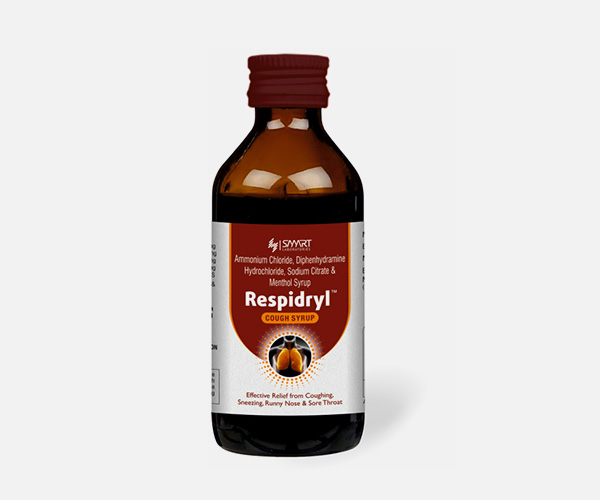 SMART
LABORATORIES
Ammonium Chloride, Diphenhydramine
Hydrochloride, Sodium Citrate &
Menthol Syrup
Respidryl™
COUGH SYRUP
Effective Relief from Coughing,
Sneezing, Runny Nose & Sore Throat